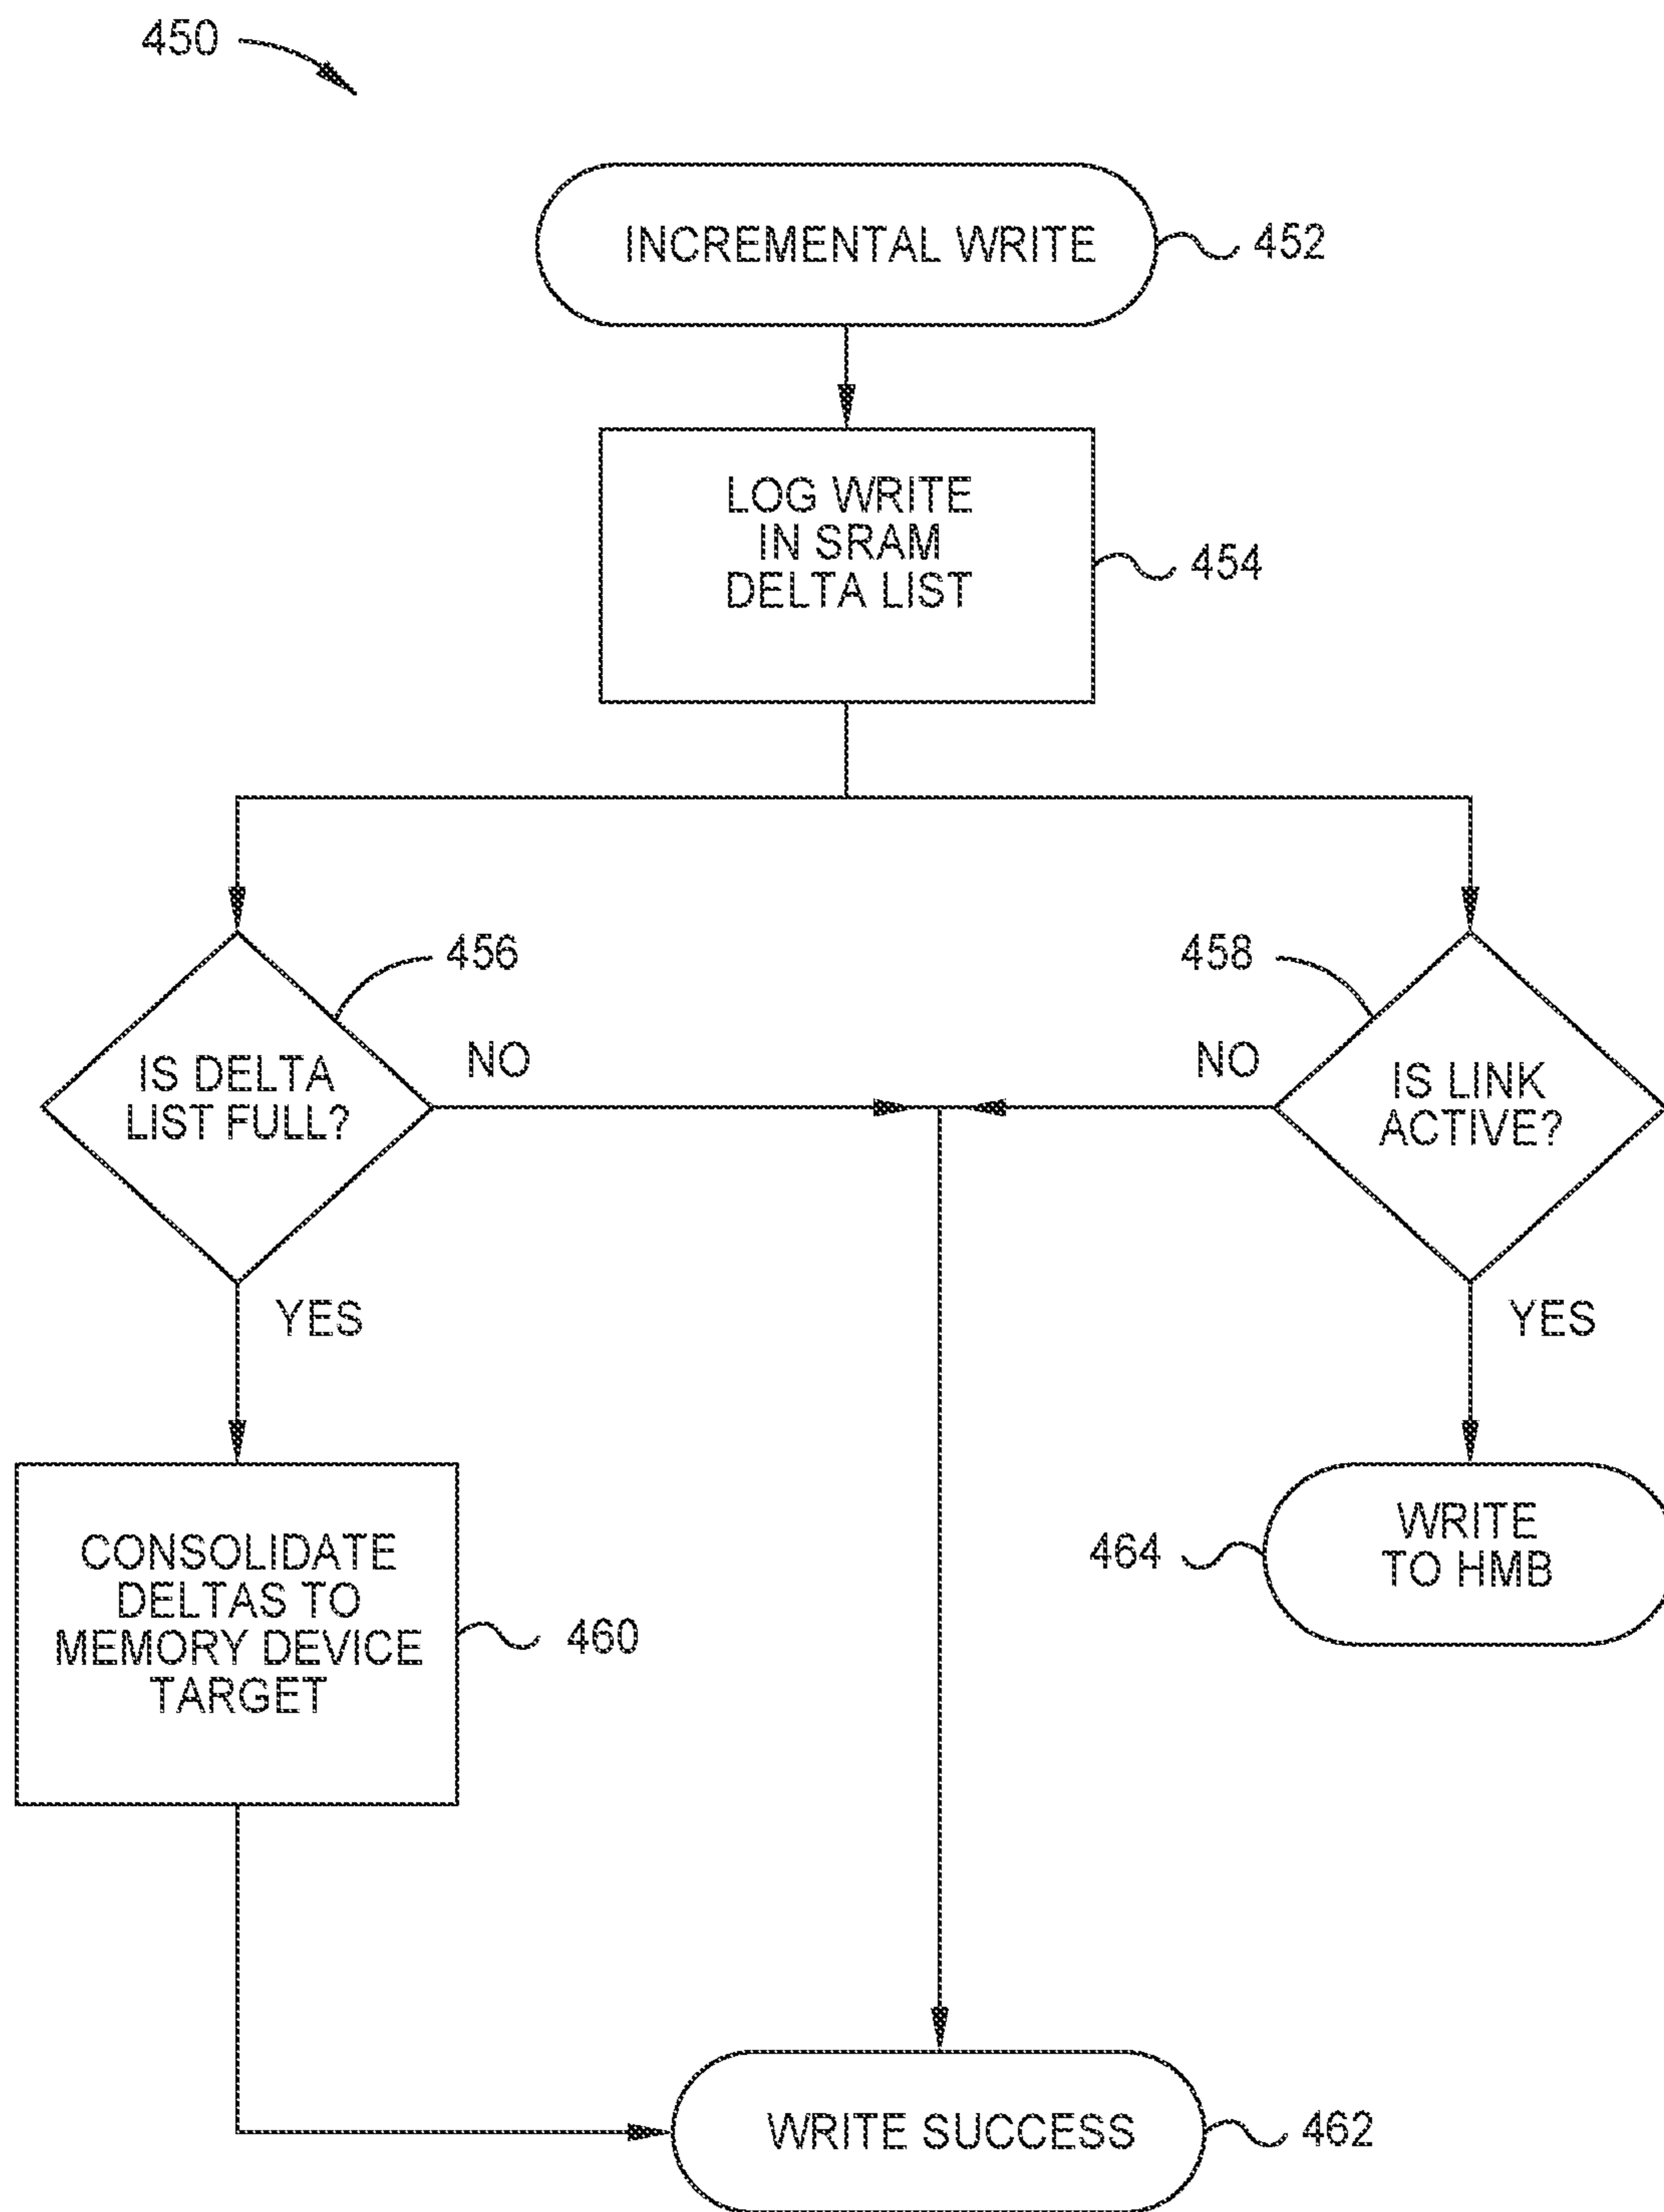 450
INCREMENTAL WRITE
452
LOG WRITE
IN SRAM
DELTA LIST
454
456
458
IS DELTA
LIST FULL?
NO
NO
IS LINK
ACTIVE?
YES
YES
CONSOLIDATE
DELTAS TO
MEMORY DEVICE
TARGET
460
464
WRITE
TO HMB
WRITE SUCCESS
462